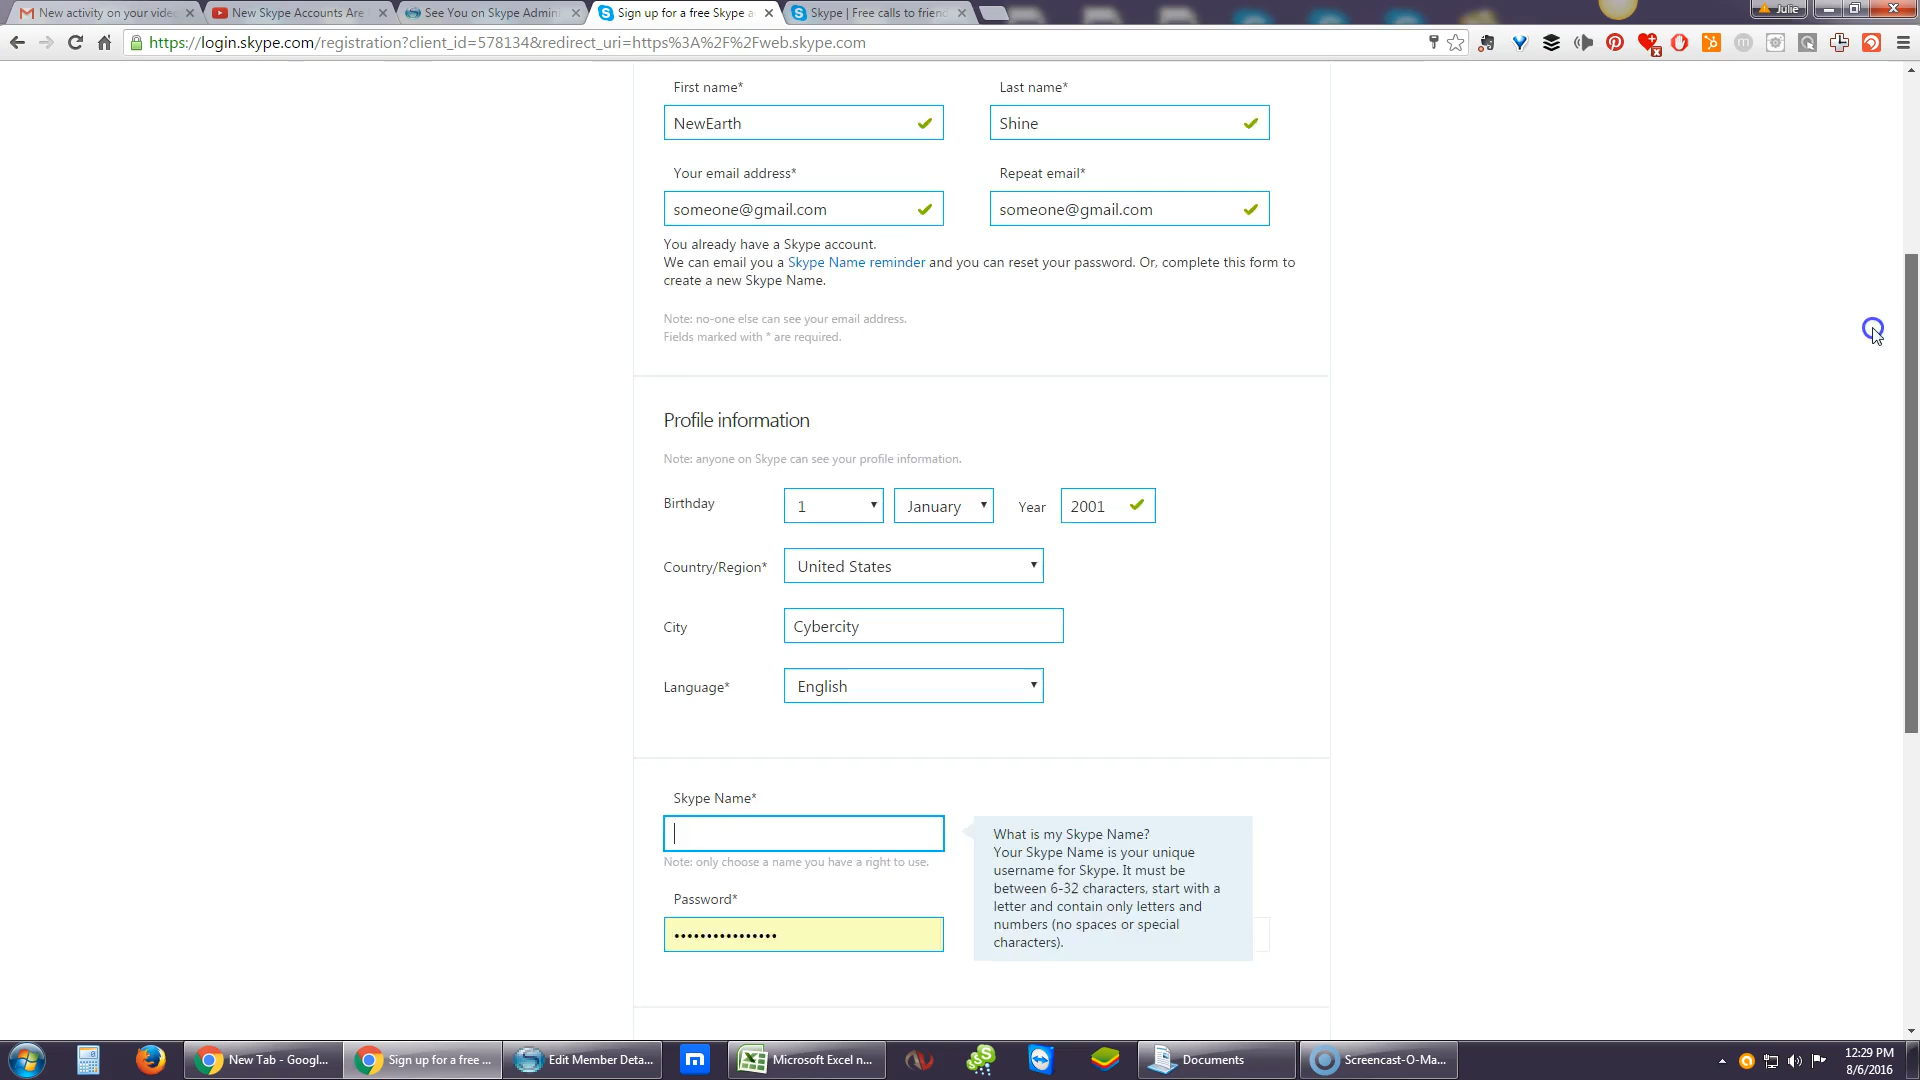 New activity on your vide
New Skype Accounts Are
See You on Skype Admin
Sign up for a free Skype a
Skype | Free calls to friend
Julie
https://login.skype.com/registration?client_id=578134&redirect_uri=https%3A%2F%2Fweb.skype.com
First name*
Last name*
NewEarth
Shine
Your email address*
Repeat email*
someone@gmail.com
someone@gmail.com
You already have a Skype account.
We can email you a Skype Name reminder and you can reset your password. Or, complete this form to
create a new Skype Name.
Note: no-one else can see your email address.
Fields marked with * are required.
Profile information
Note: anyone on Skype can see your profile information.
Birthday
1
January
Year
2001
Country/Region*
United States
City
Cybercity
Language*
English
Skype Name*
Note: only choose a name you have a right to use.
What is my Skype Name?
Your Skype Name is your unique
username for Skype. It must be
between 6-32 characters, start with a
letter and contain only letters and
numbers (no spaces or special
characters).
Password*
••••••••••••••••
New Tab - Googl...
Sign up for a free ...
Edit Member Deta...
Microsoft Excel n...
Documents
Screencast-O-Ma...
12:29 PM
8/6/2016